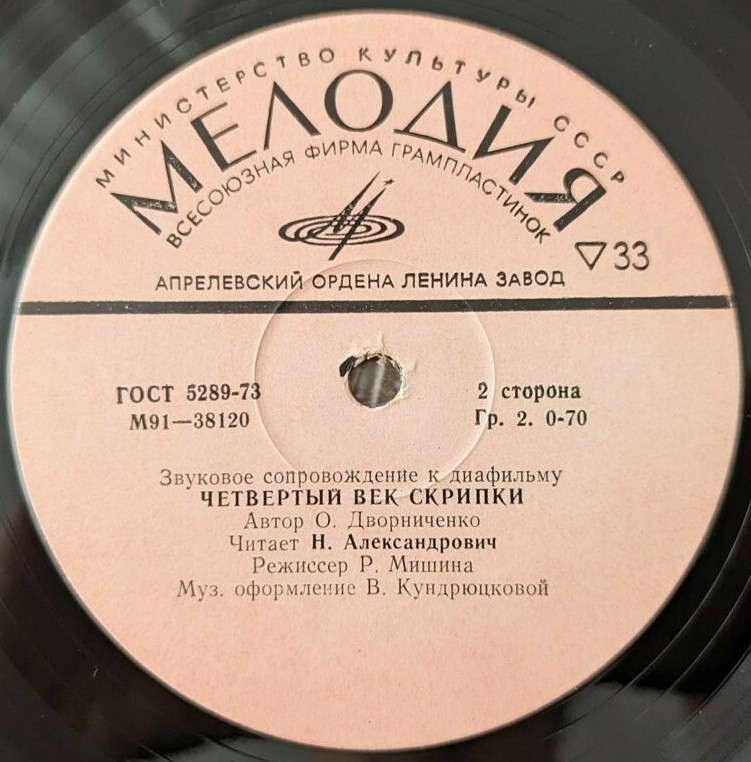 МИНИСТЕРСТВО КУЛЬТУРЫ СССР
МЕЛОДИЯ
ВСЕСОЮЗНАЯ ФИРМА ГРАМПЛАСТИНОК
33
АПРЕЛЕВСКИЙ ОРДЕНА ЛЕНИНА ЗАВОД
ГОСТ 5289-73
М91—38120
2 сторона
Гр. 2. 0-70
Звуковое сопровождение к диафильму
ЧЕТВЕРТЫЙ ВЕК СКРИПКИ
Автор О. Дворниченко
Читает Н. Александрович
Режиссер Р. Мишина
Муз. оформление В. Кундрюцковой